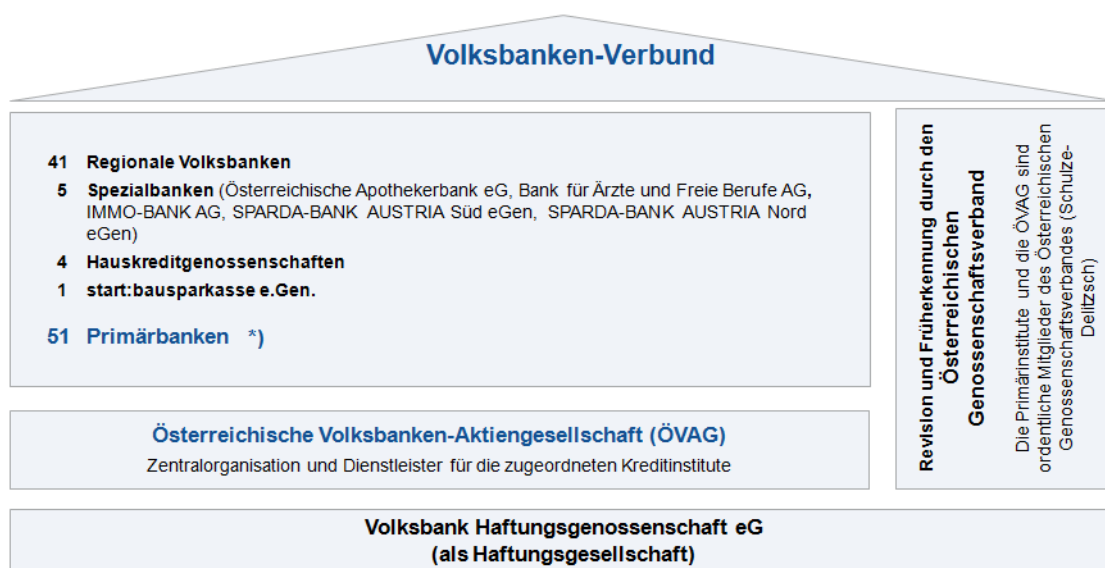 Volksbanken-Verbund
41 Regionale Volksbanken
5 Spezialbanken (Österreichische Apothekerbank eG, Bank für Ärzte und Freie Berufe AG,
IMMO-BANK AG, SPARDA-BANK AUSTRIA Süd eGen, SPARDA-BANK AUSTRIA Nord
eGen)
4 Hauskreditgenossenschaften
1 start:bausparkasse e.Gen.
51 Primärbanken *)
Österreichische Volksbanken-Aktiengesellschaft (ÖVAG)
Zentralorganisation und Dienstleister für die zugeordneten Kreditinstitute
Revision und Früherkennung durch den
Österreichischen
Genossenschaftsverband
Die Primärinstitute und die ÖVAG sind
ordentliche Mitglieder des Österreichischen
Genossenschaftsverbandes (Schulze-
Delitzsch)
Volksbank Haftungsgenossenschaft eG
(als Haftungsgesellschaft)